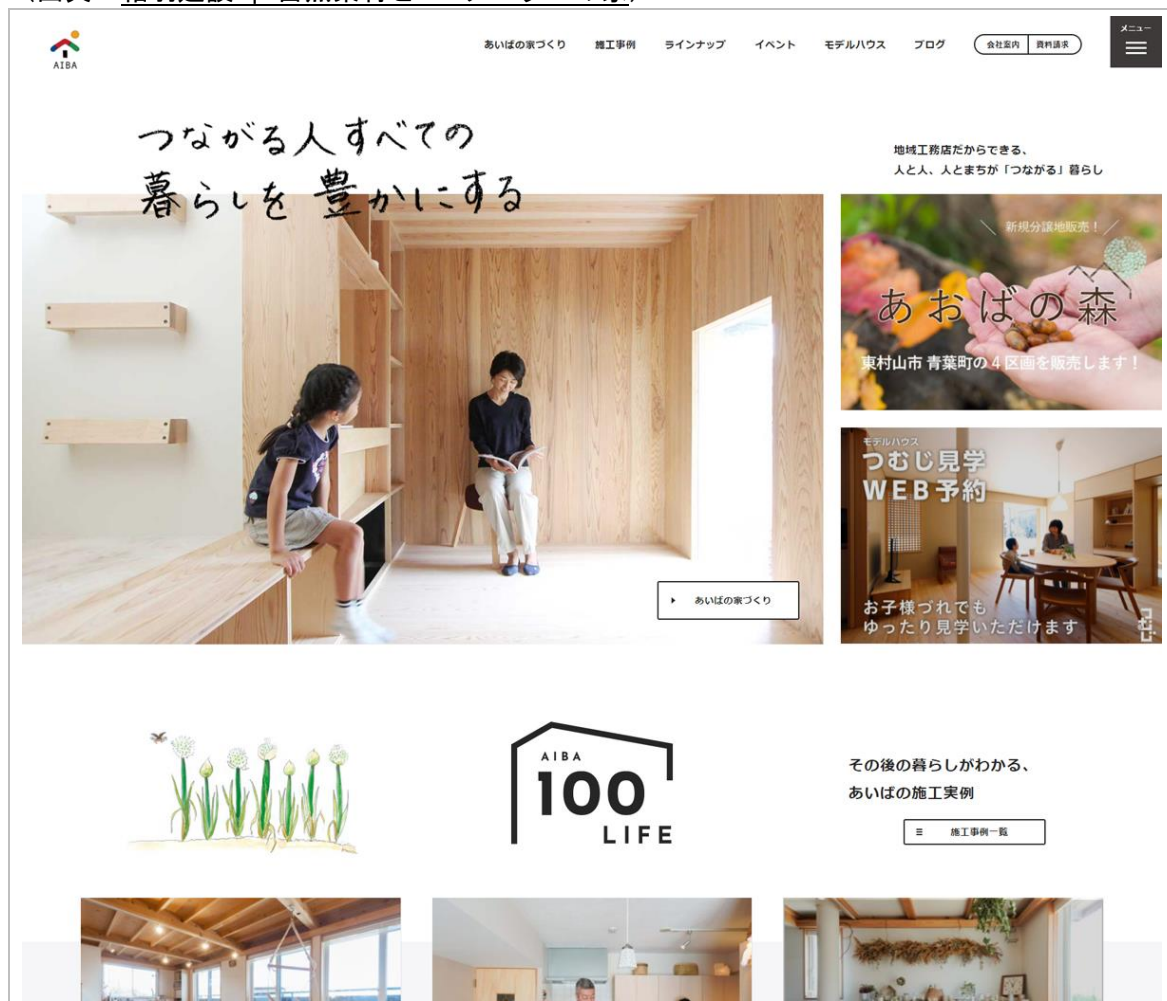 AIBA
あいばの家づくり 施工事例 ラインナップ イベント モデルハウス ブログ 会社案内 資料請求
メニュー
つながる人すべての
暮らしを豊かにする
地域工務店だからできる、
人と人、人とまちが「つながる」暮らし
新規分譲地販売！
あおばの森
東村山市 青葉町の4区画を販売します！
モデルハウス
つむじ見学
WEB予約
お子様づれでも
ゆったり見学いただけます
つむじ
あいばの家づくり
AIBA
100
LIFE
その後の暮らしがわかる、
あいばの施工実例
施工事例一覧